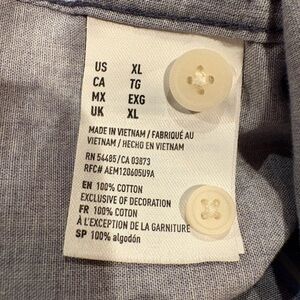 US XL
CA TG
MX EXG
UK XL
MADE IN VIETNAM / FABRIQUÉ AU
VIETNAM / HECHO EN VIETNAM
RN 54485/CA 03873
RFC# AEM120605U9A
EN 100% COTTON
EXCLUSIVE OF DECORATION
FR 100% COTON
À L'EXCEPTION DE LA GARNITURE
SP 100% algodón